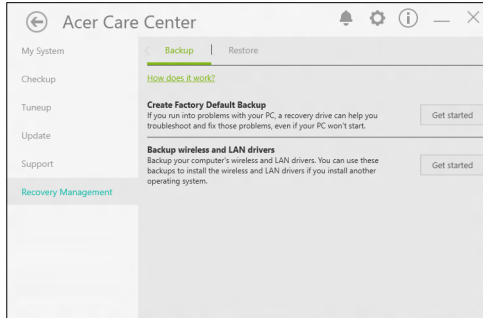 Acer Care Center
My System
Backup
Restore
Checkup
How does it work?
Tuneup
Update
Support
Recovery Management
Create Factory Default Backup
If you run into problems with your PC, a recovery drive can help you
troubleshoot and fix those problems, even if your PC won't start.
Get started
Backup wireless and LAN drivers
Backup your computer's wireless and LAN drivers. You can use these
backups to install the wireless and LAN drivers if you install another
operating system.
Get started